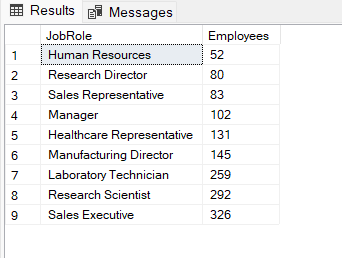 Results Messages
JobRole Employees
1 Human Resources 52
2 Research Director 80
3 Sales Representative 83
4 Manager 102
5 Healthcare Representative 131
6 Manufacturing Director 145
7 Laboratory Technician 259
8 Research Scientist 292
9 Sales Executive 326